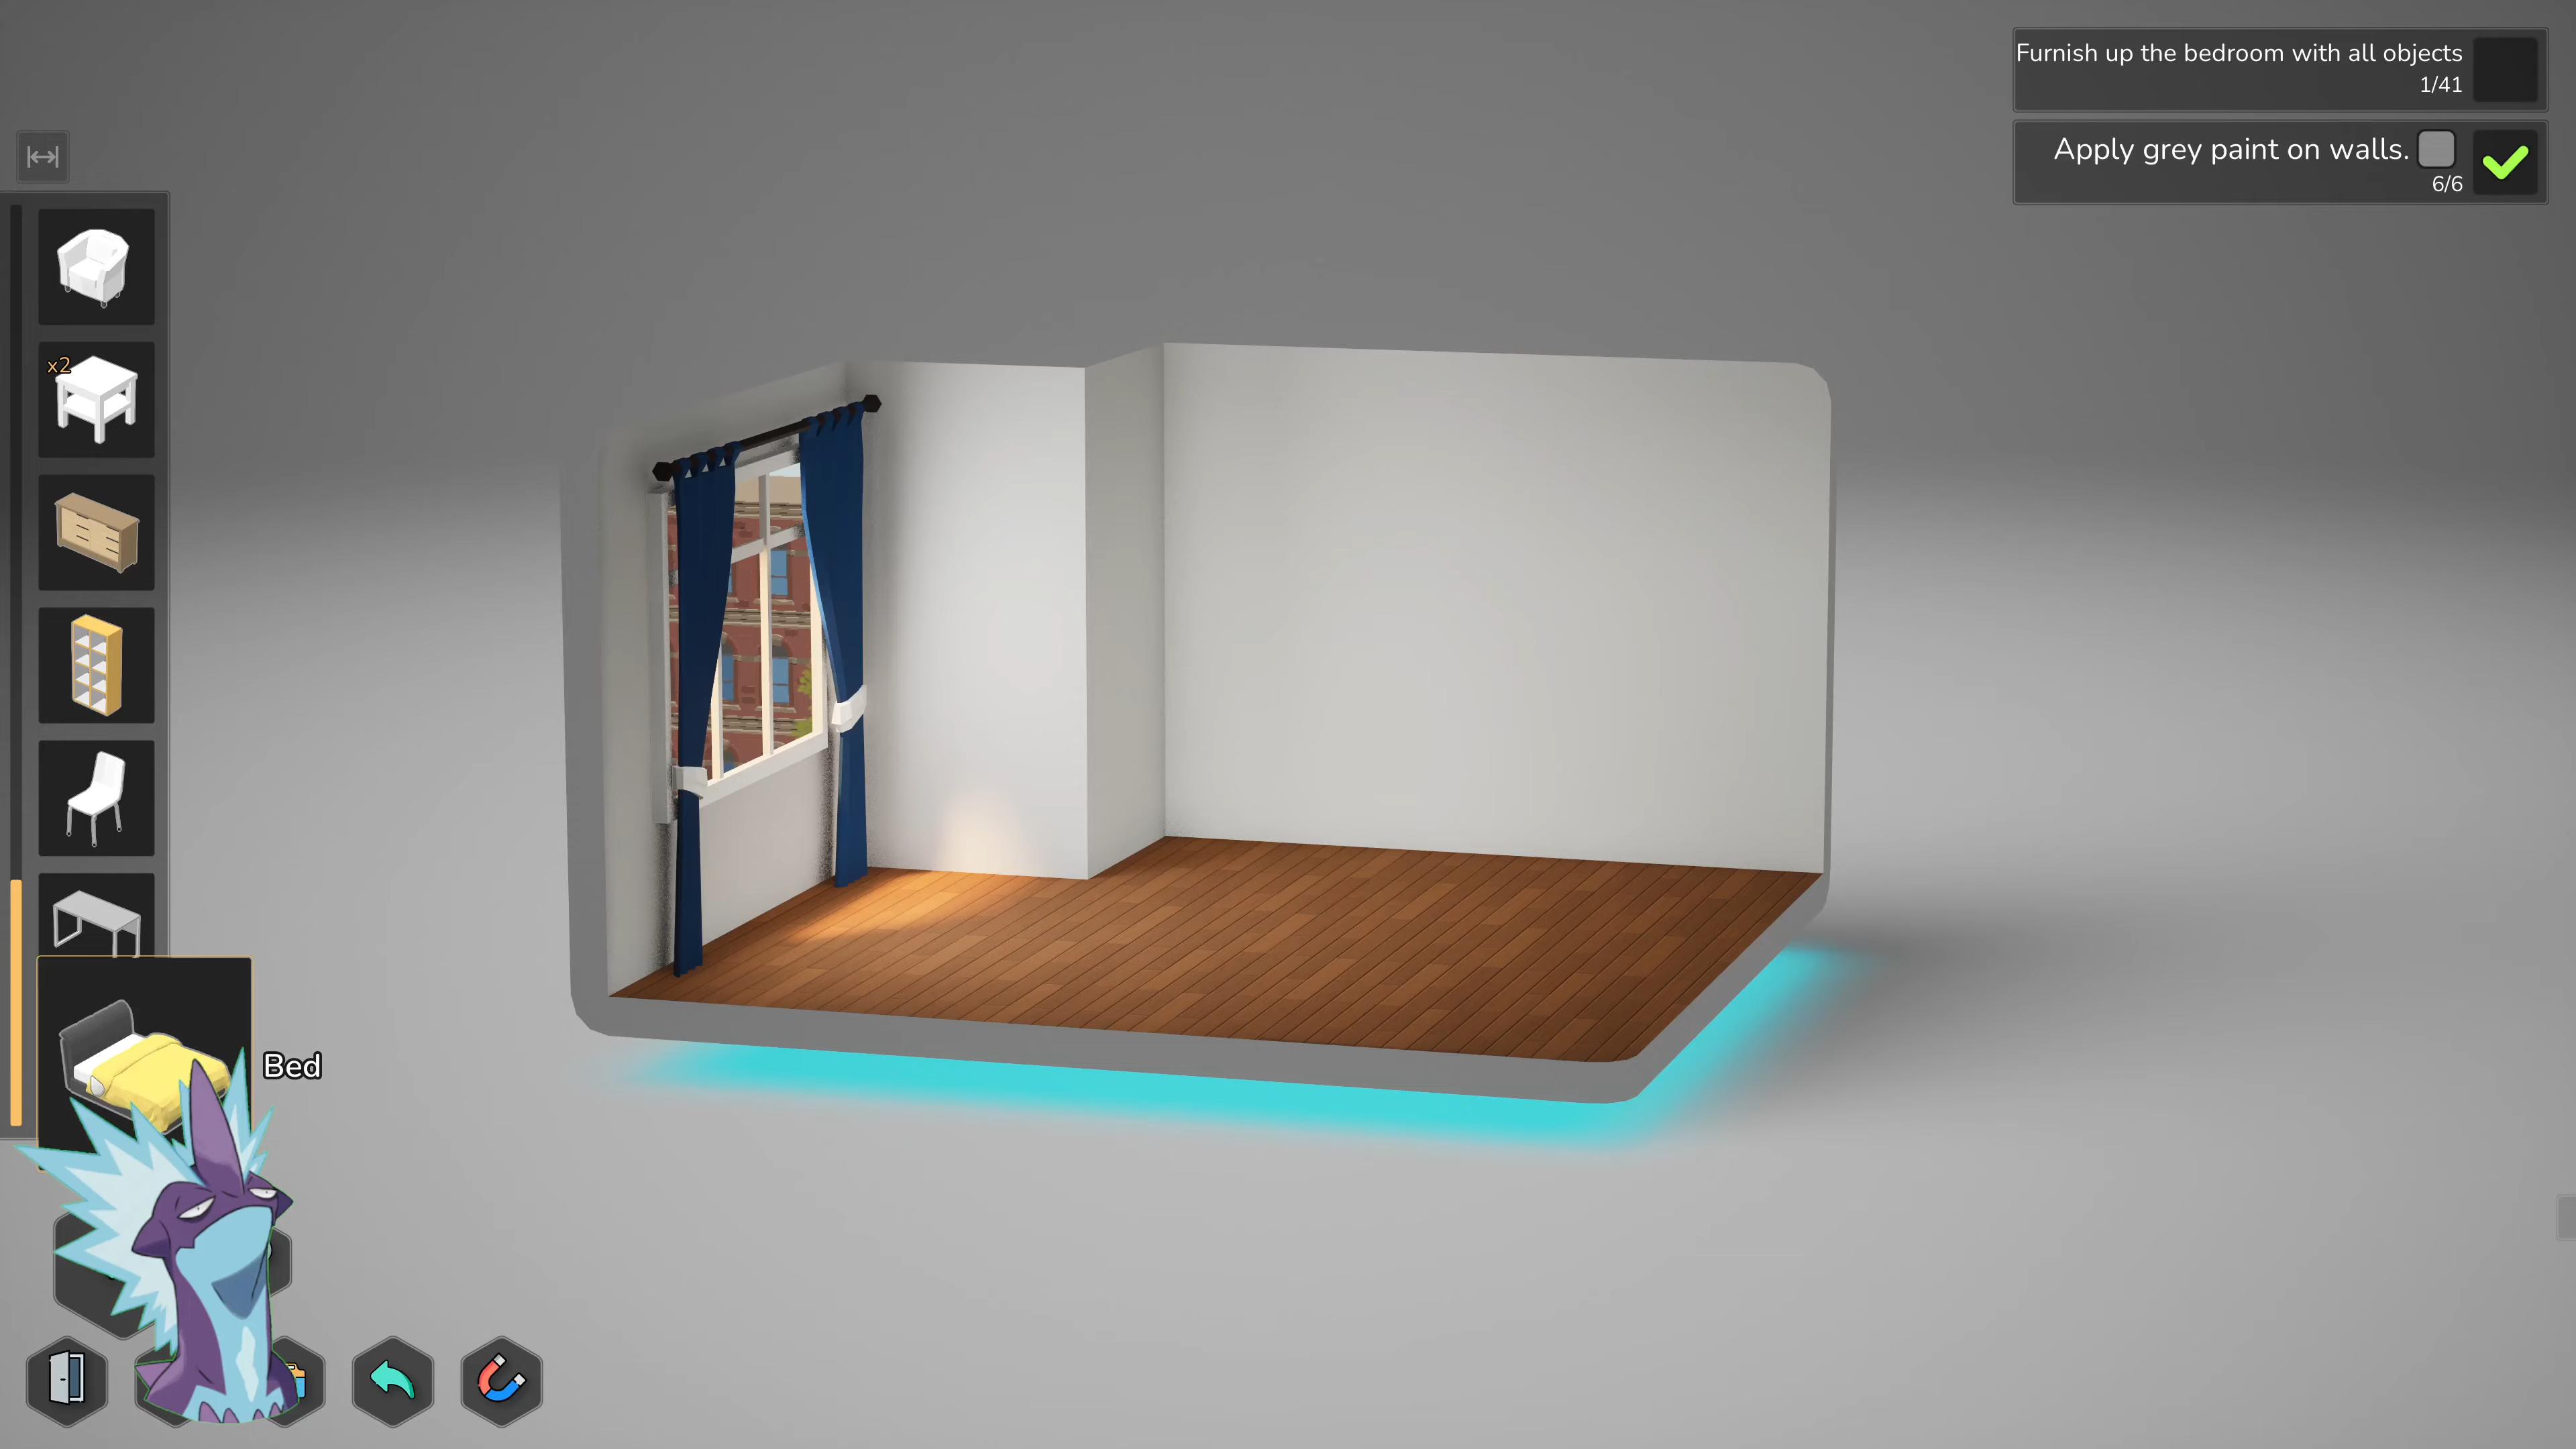 Furnish up the bedroom with all objects
1/41
Apply grey paint on walls.
6/6
x2
Bed